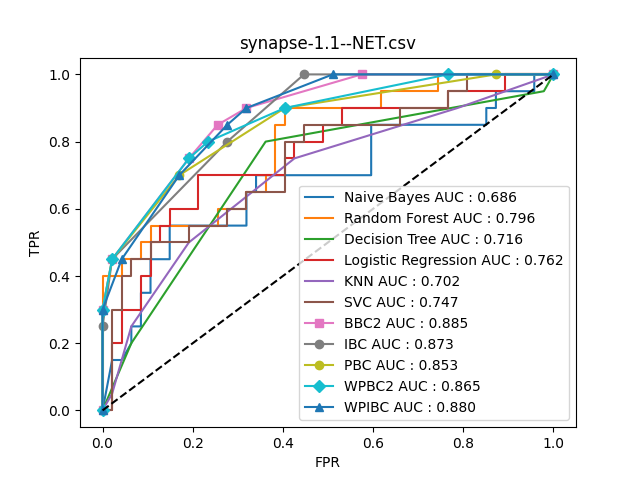 synapse-1.1--NET.csv
TPR
1.0
0.8
0.6
0.4
0.2
0.0
Naive Bayes AUC : 0.686
Random Forest AUC : 0.796
Decision Tree AUC : 0.716
Logistic Regression AUC : 0.762
KNN AUC : 0.702
SVC AUC : 0.747
BBC2 AUC : 0.885
IBC AUC : 0.873
PBC AUC : 0.853
WPBC2 AUC : 0.865
WPIBC AUC : 0.880
0.0 0.2 0.4 0.6 0.8 1.0
FPR